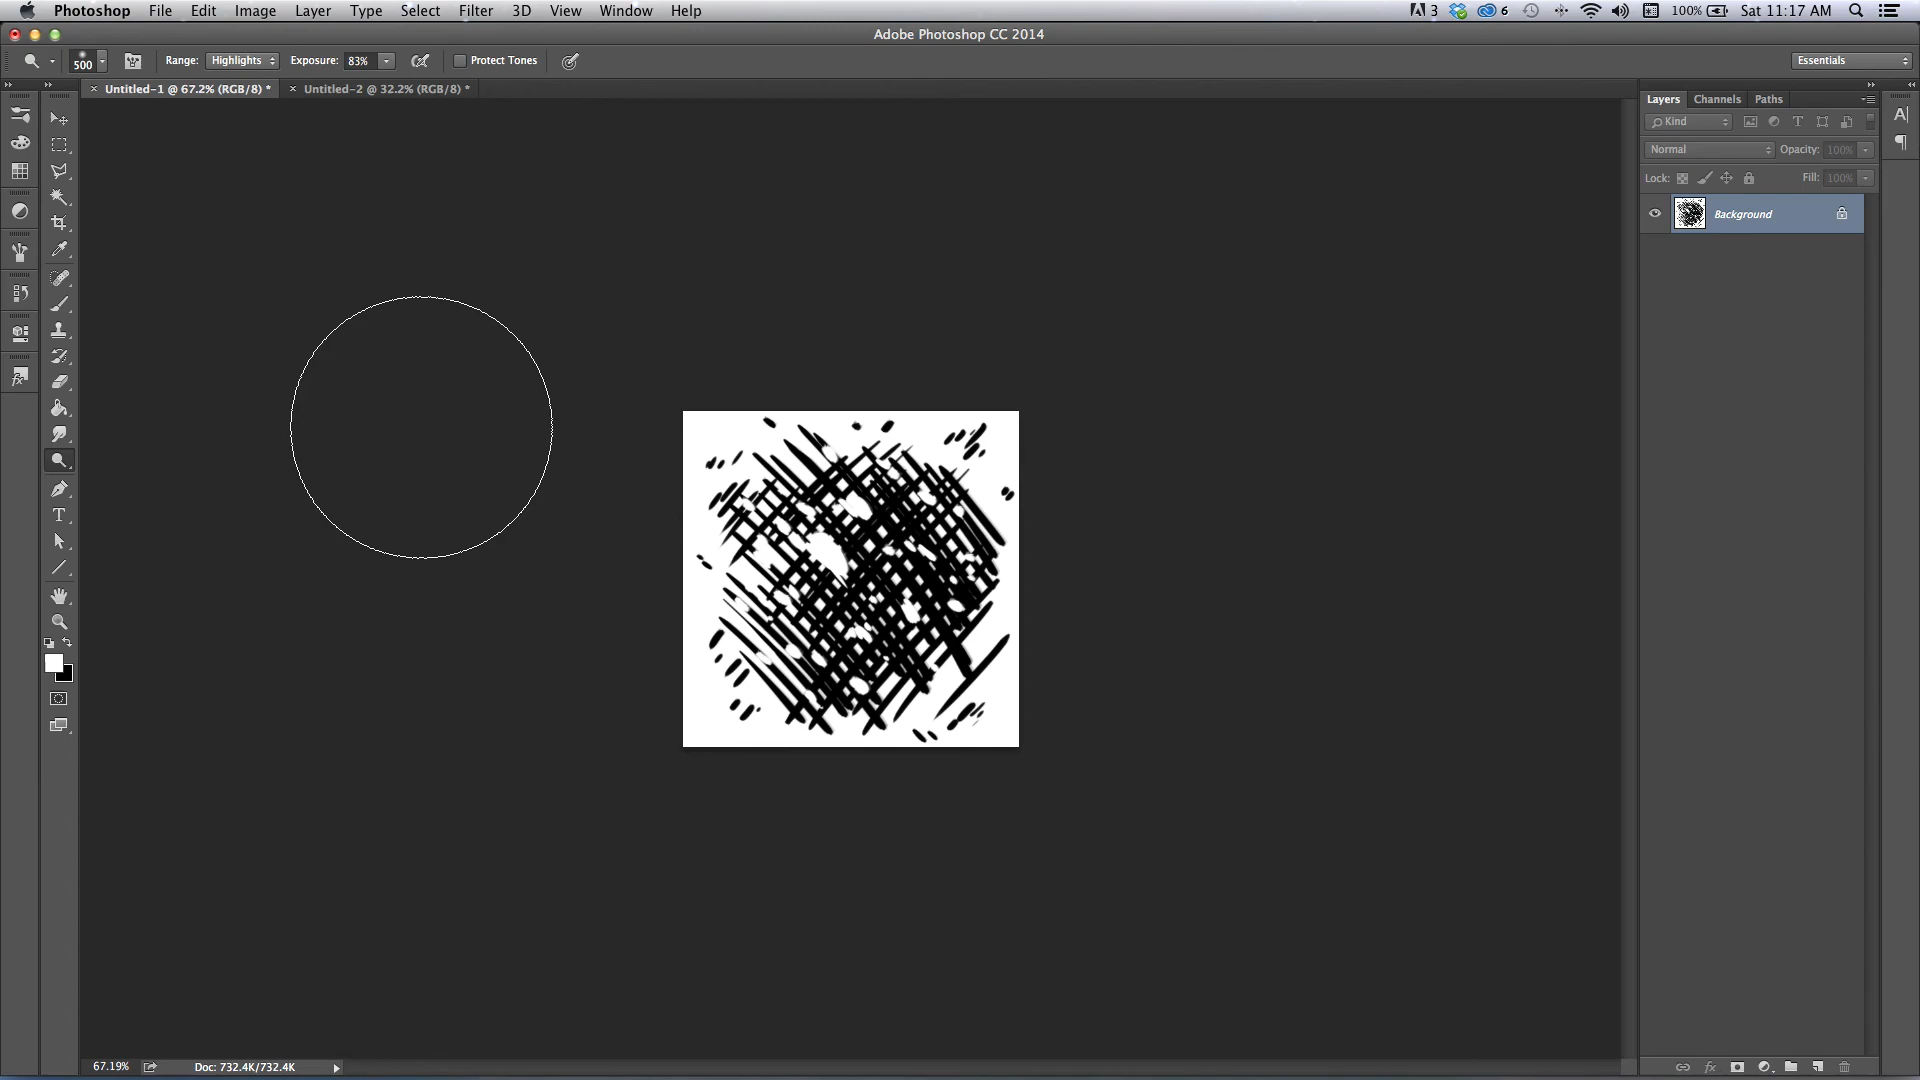 Photoshop File Edit Image Layer Type Select Filter 3D View Window Help 3 6 100% Sat 11:17 AM
Adobe Photoshop CC 2014
500 Range: Highlights Exposure: 83% Protect Tones Essentials
Untitled-1 @ 67.2% (RGB/8) * Untitled-2 @ 32.2% (RGB/8) *
Layers Channels Paths
Kind
Normal Opacity: 100%
Lock: Fill: 100%
Background
67.19% Doc: 732.4K/732.4K